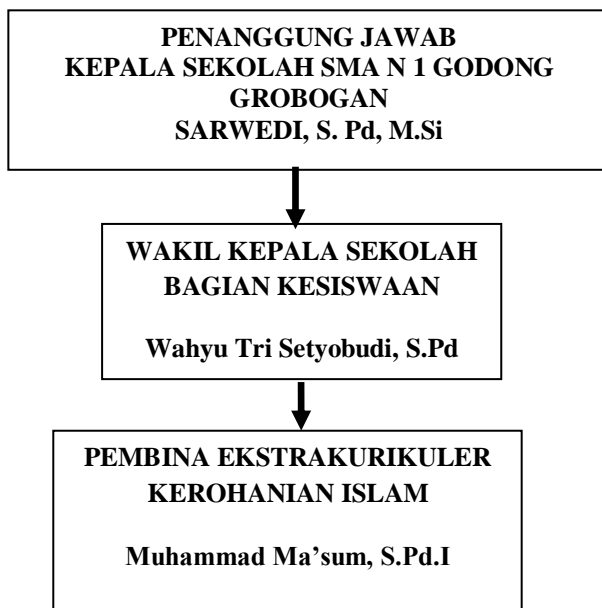 PENANGGUNG JAWAB
KEPALA SEKOLAH SMA N 1 GODONG
GROBOGAN
SARWEDI, S. Pd, M.Si
WAKIL KEPALA SEKOLAH
BAGIAN KESISWAAN
Wahyu Tri Setyobudi, S.Pd
PEMBINA EKSTRAKURIKULER
KEROHANIAN ISLAM
Muhammad Ma’sum, S.Pd.I